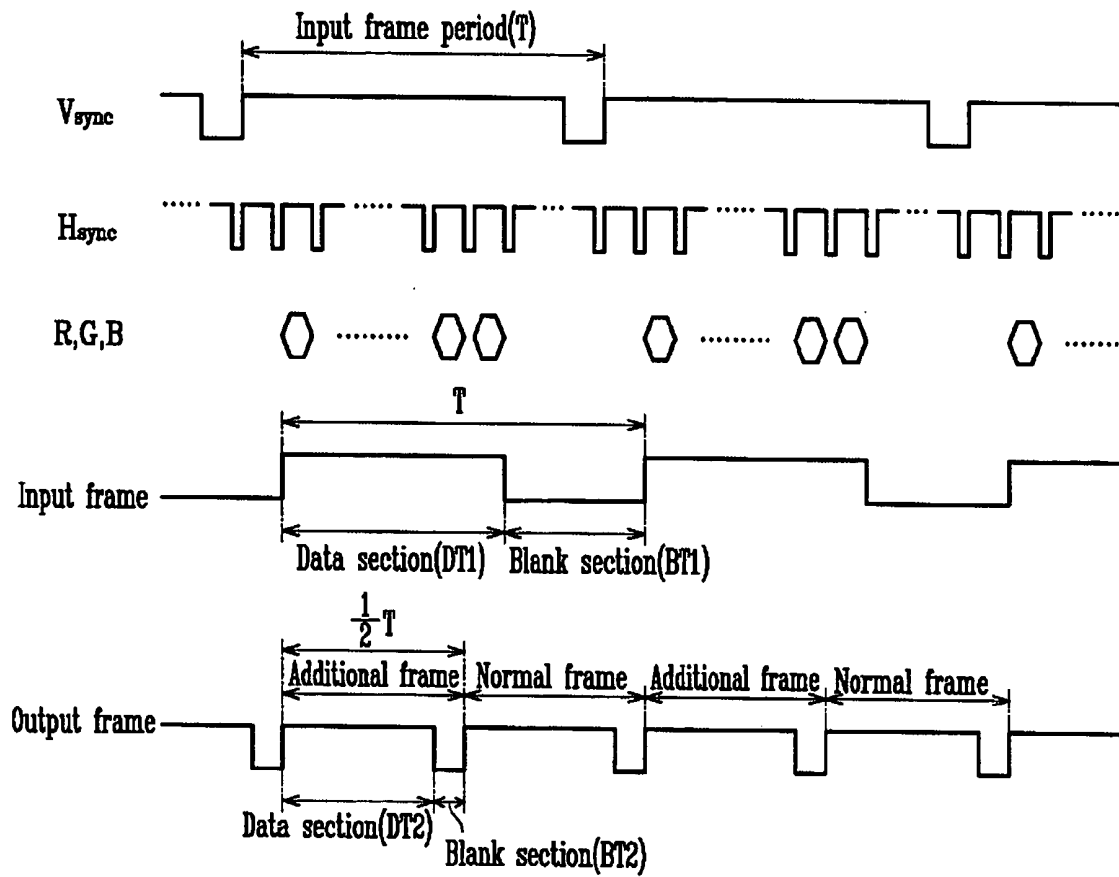 Input frame period(T)
Vsync
Hsync
R,G,B
T
Input frame
Data section(DT1) Blank section(BT1)
1/2 T
Additional frame Normal frame Additional frame Normal frame
Output frame
Data section(DT2)
Blank section(BT2)